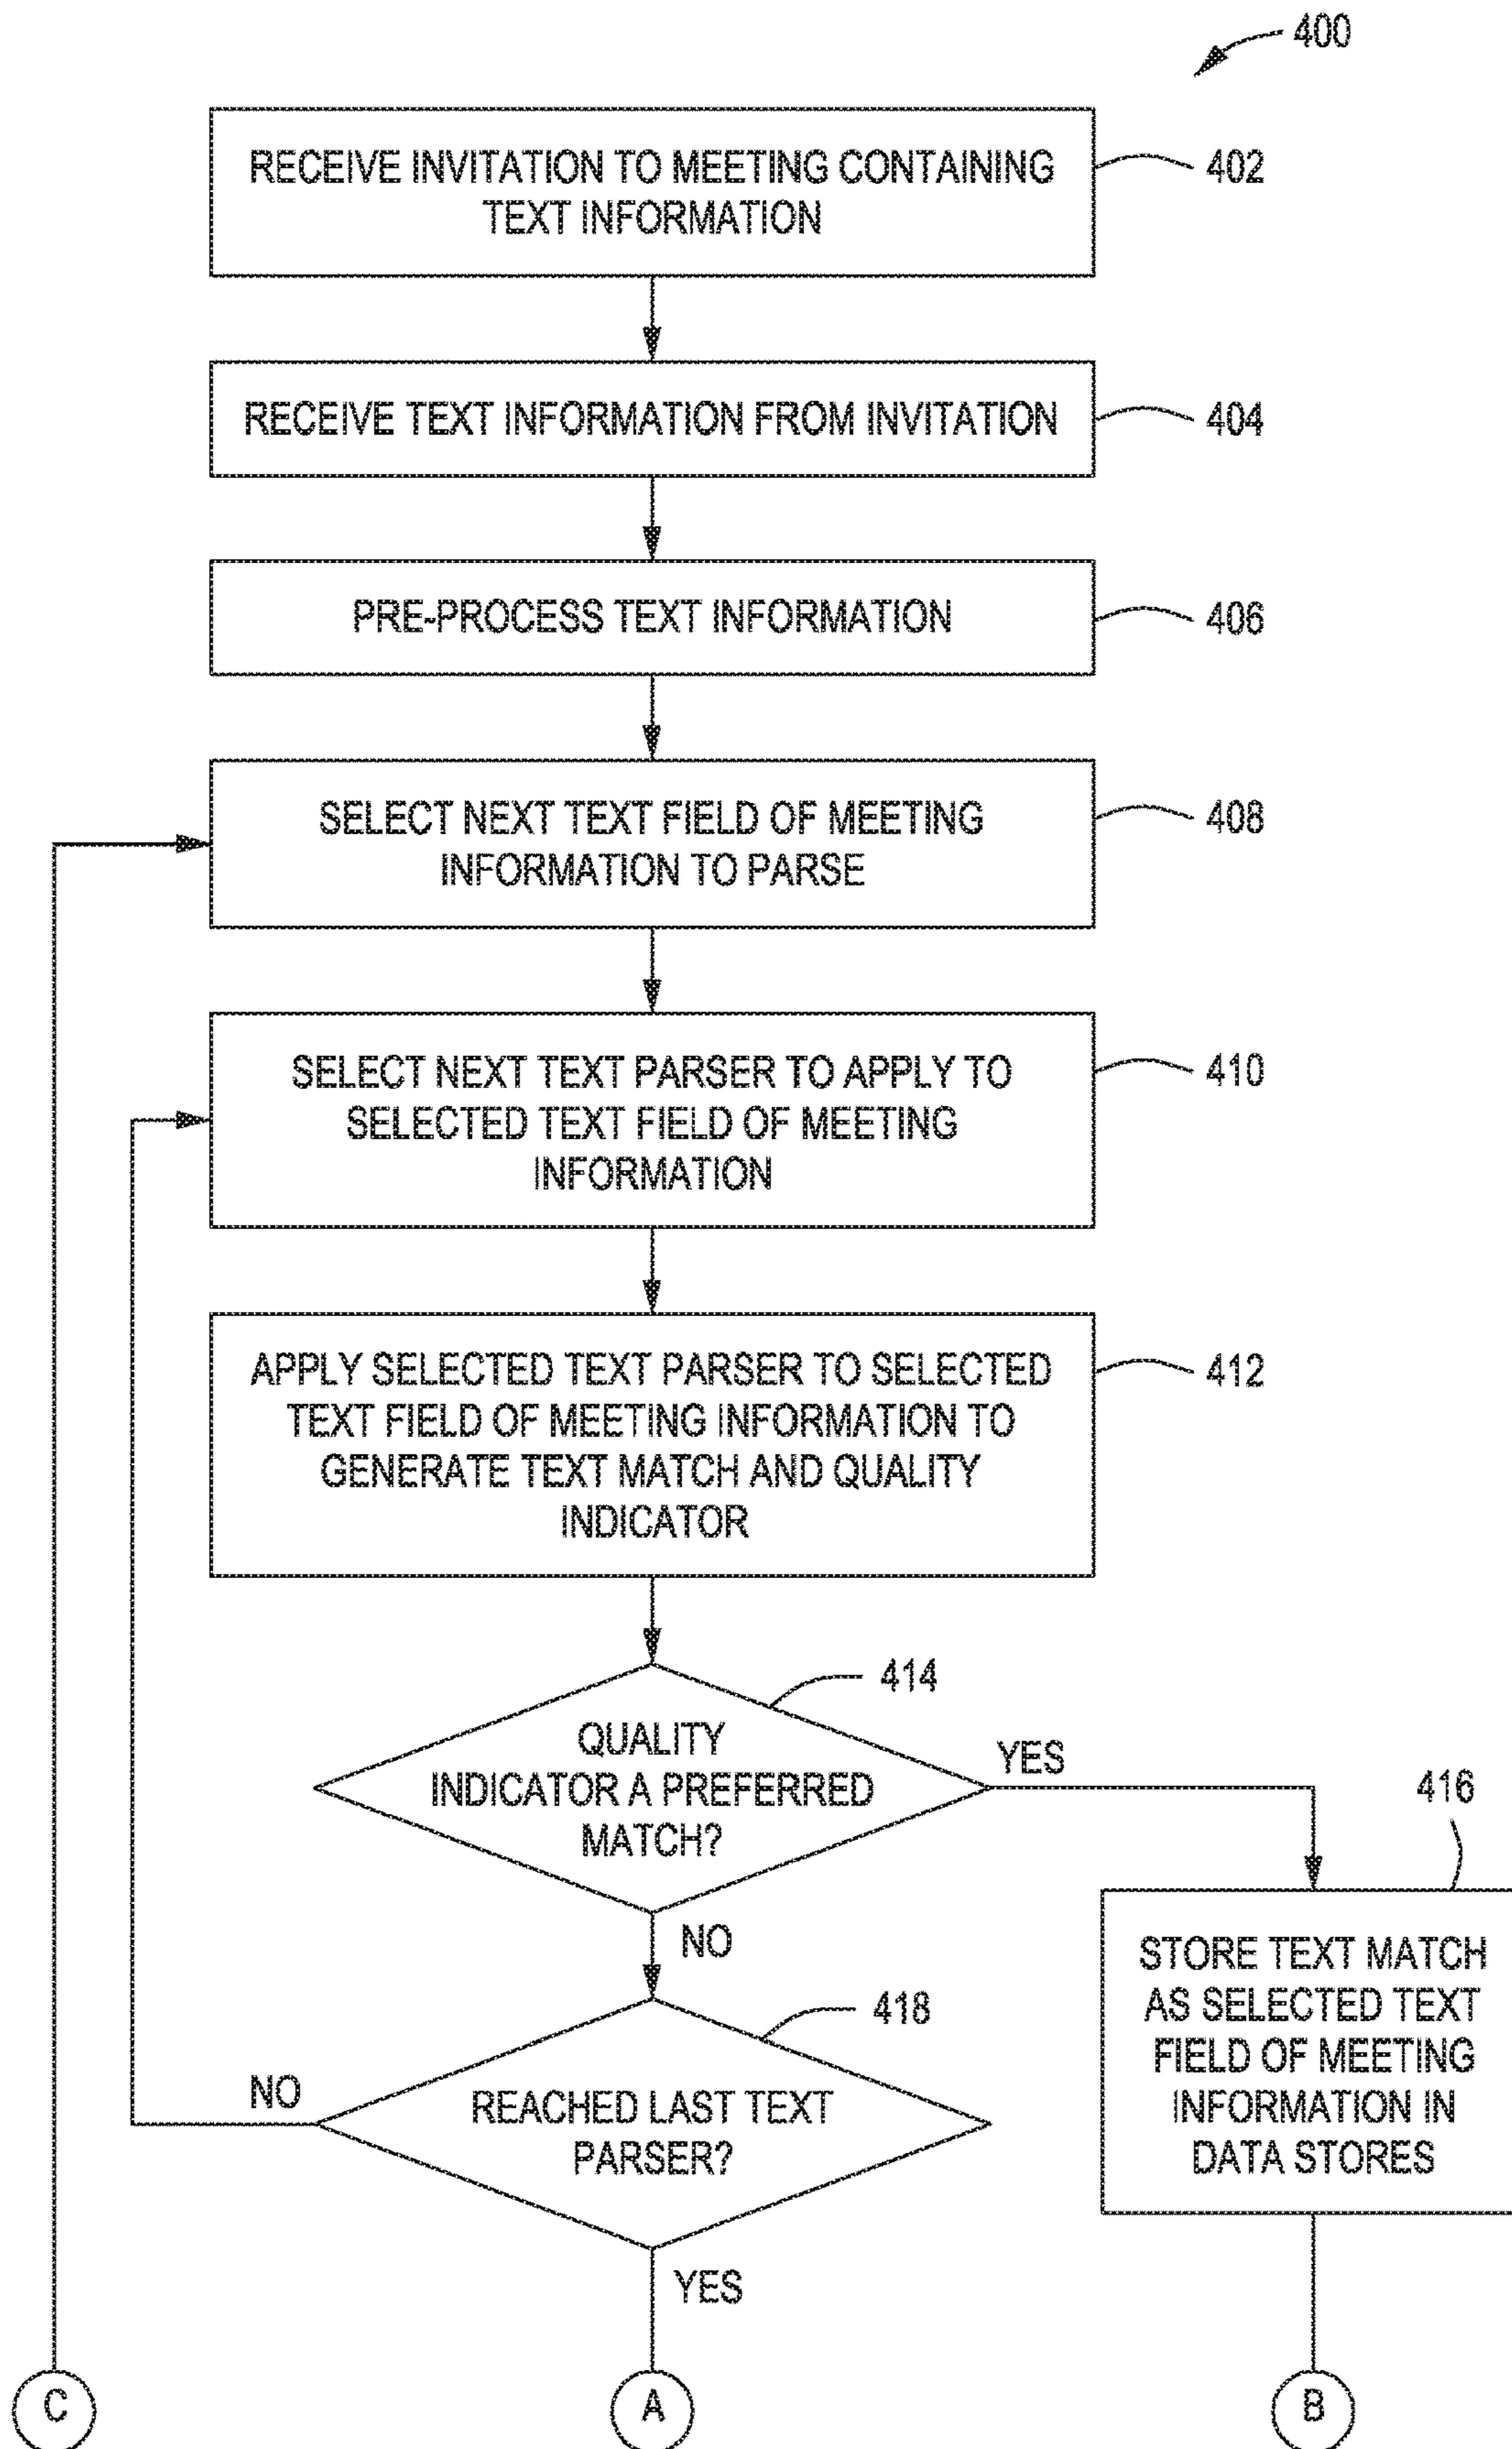 400
RECEIVE INVITATION TO MEETING CONTAINING
TEXT INFORMATION
402
RECEIVE TEXT INFORMATION FROM INVITATION
404
PRE-PROCESS TEXT INFORMATION
406
SELECT NEXT TEXT FIELD OF MEETING
INFORMATION TO PARSE
408
SELECT NEXT TEXT PARSER TO APPLY TO
SELECTED TEXT FIELD OF MEETING
INFORMATION
410
APPLY SELECTED TEXT PARSER TO SELECTED
TEXT FIELD OF MEETING INFORMATION TO
GENERATE TEXT MATCH AND QUALITY
INDICATOR
412
414
QUALITY
INDICATOR A PREFERRED
MATCH?
YES
416
NO
STORE TEXT MATCH
AS SELECTED TEXT
FIELD OF MEETING
INFORMATION IN
DATA STORES
418
NO
REACHED LAST TEXT
PARSER?
YES
C
A
B